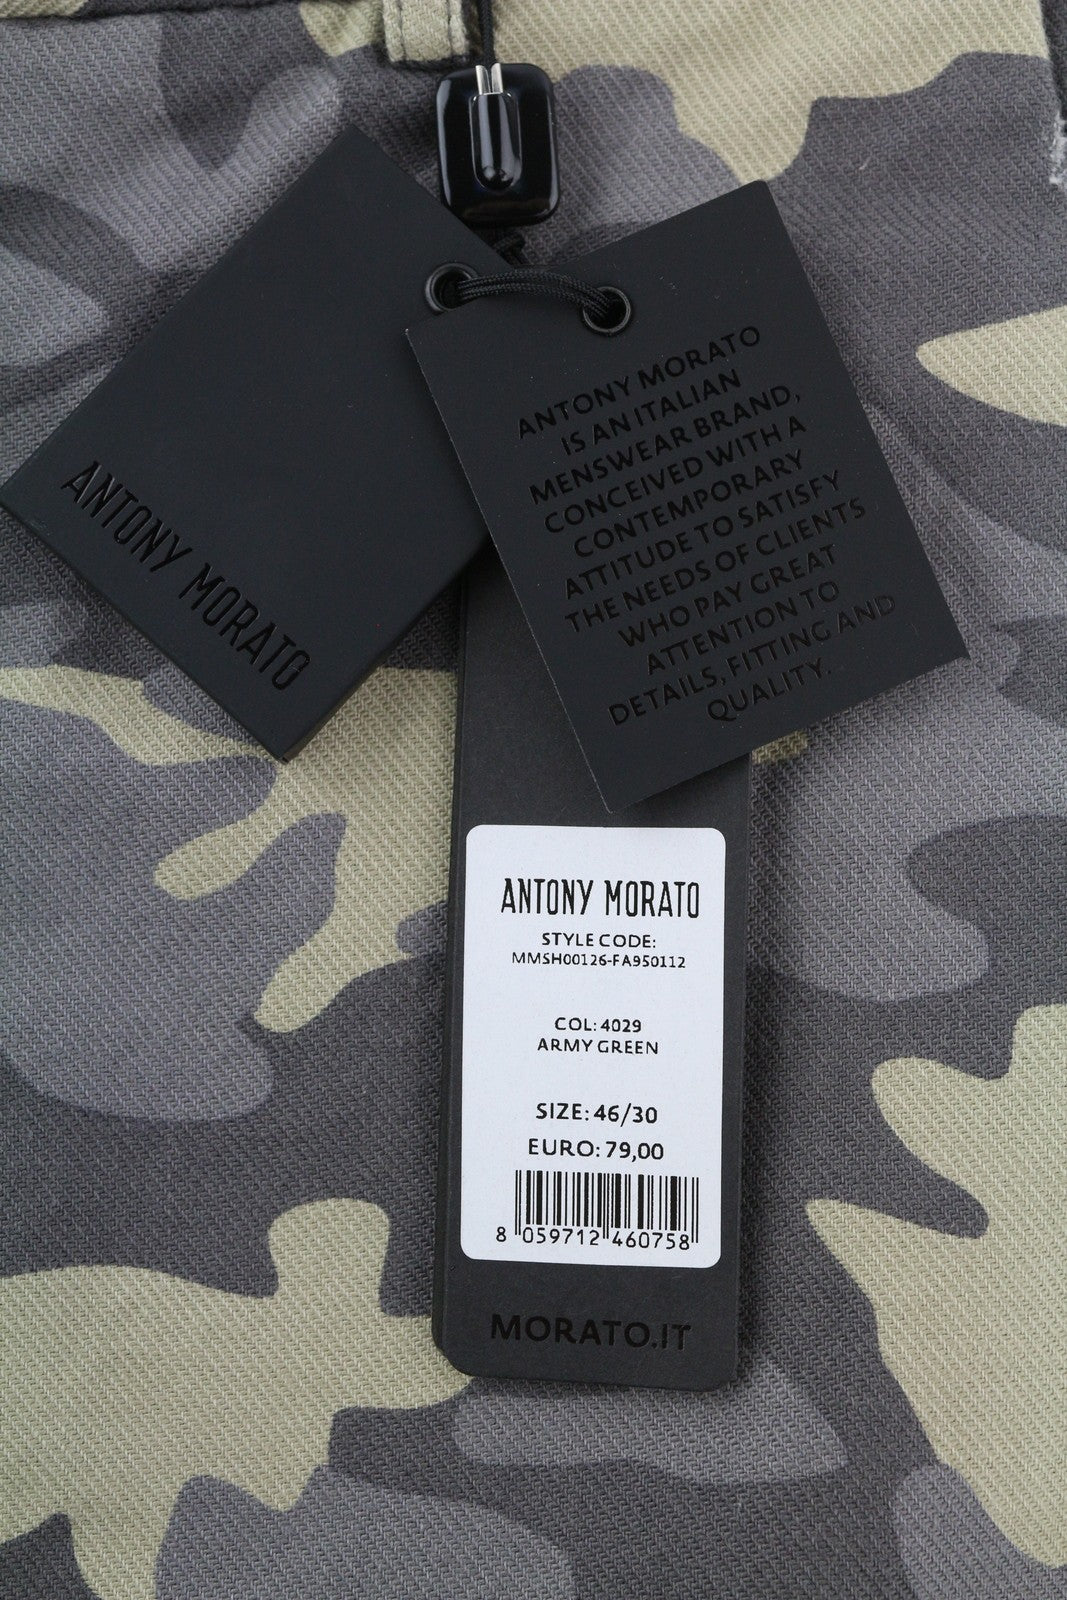 ANTONY MORATO
ANTONY MORATO
IS AN ITALIAN
MENSWEAR BRAND,
CONCEIVED WITH A
CONTEMPORARY
ATTITUDE TO SATISFY
THE NEEDS OF CLIENTS
WHO PAY GREAT
ATTENTION TO
DETAILS, FITTING AND
QUALITY.
ANTONY MORATO
STYLE CODE:
MMSH00126-FA950112
COL: 4029
ARMY GREEN
SIZE: 46/30
EURO: 79,00
8 059712 460758
MORATO.IT